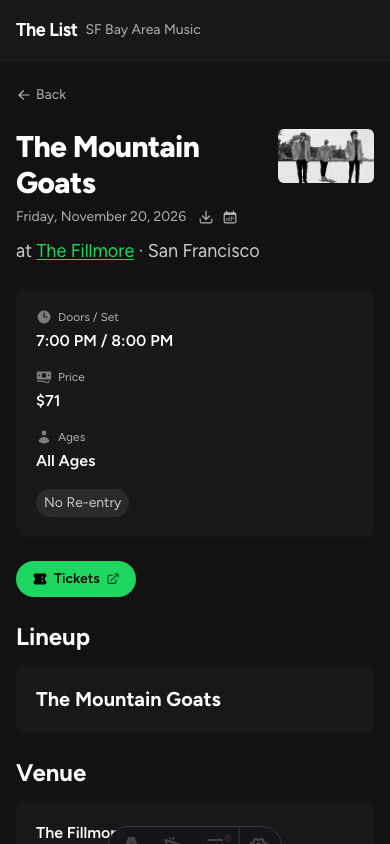 The List SF Bay Area Music
Back
The Mountain
Goats
Friday, November 20, 2026
at The Fillmore · San Francisco
Doors / Set
7:00 PM / 8:00 PM
Price
$71
Ages
All Ages
No Re-entry
Tickets
Lineup
The Mountain Goats
Venue
The Fillmor